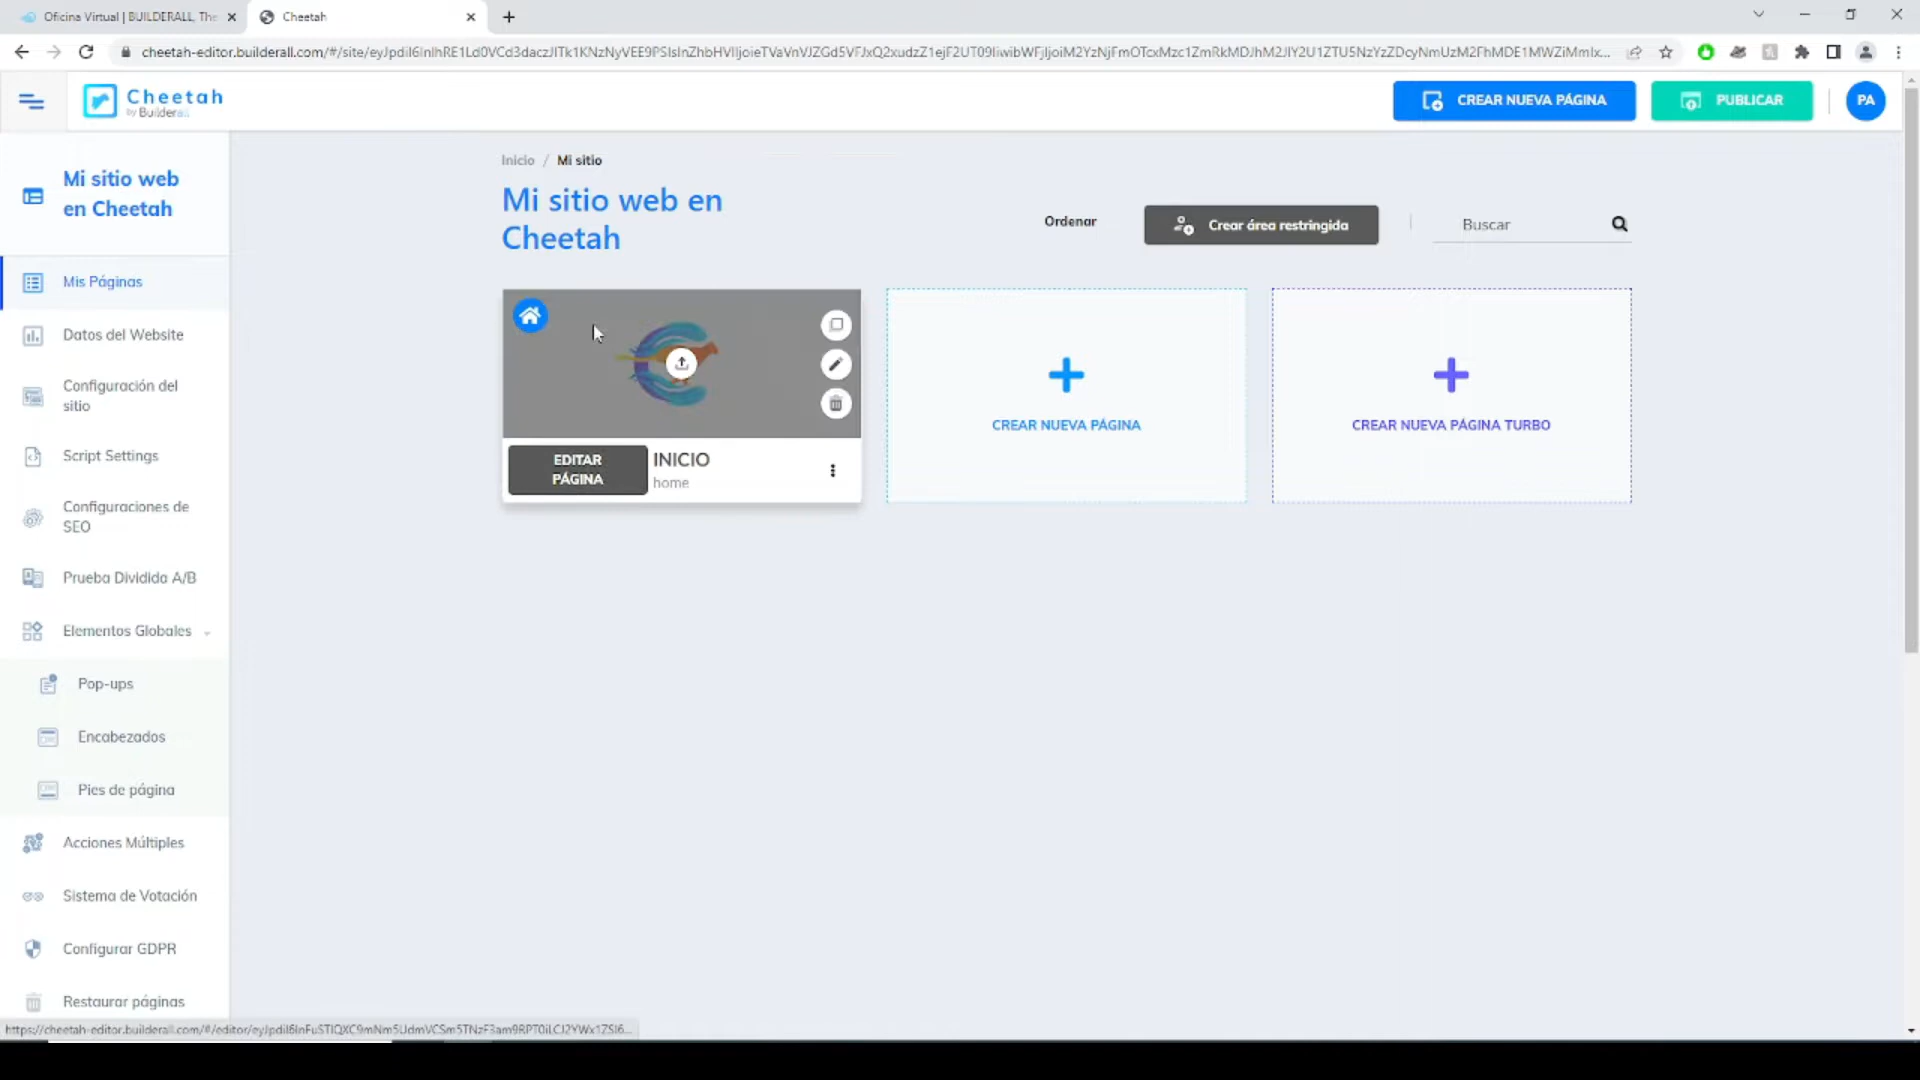 Oficina Virtual | BUILDERALL, The
Cheetah
Cheetah
by Builderall
CREAR NUEVA PÁGINA
PUBLICAR
PA
Mi sitio web
en Cheetah
Mis Páginas
Datos del Website
Configuración del
sitio
Script Settings
Configuraciones de
SEO
Prueba Dividida A/B
Elementos Globales
Pop-ups
Encabezados
Pies de página
Acciones Múltiples
Sistema de Votación
Configurar GDPR
Restaurar páginas
Inicio / Mi sitio
Mi sitio web en
Cheetah
Ordenar
Crear área restringida
Buscar
EDITAR
PÁGINA
INICIO
home
CREAR NUEVA PÁGINA
CREAR NUEVA PÁGINA TURBO